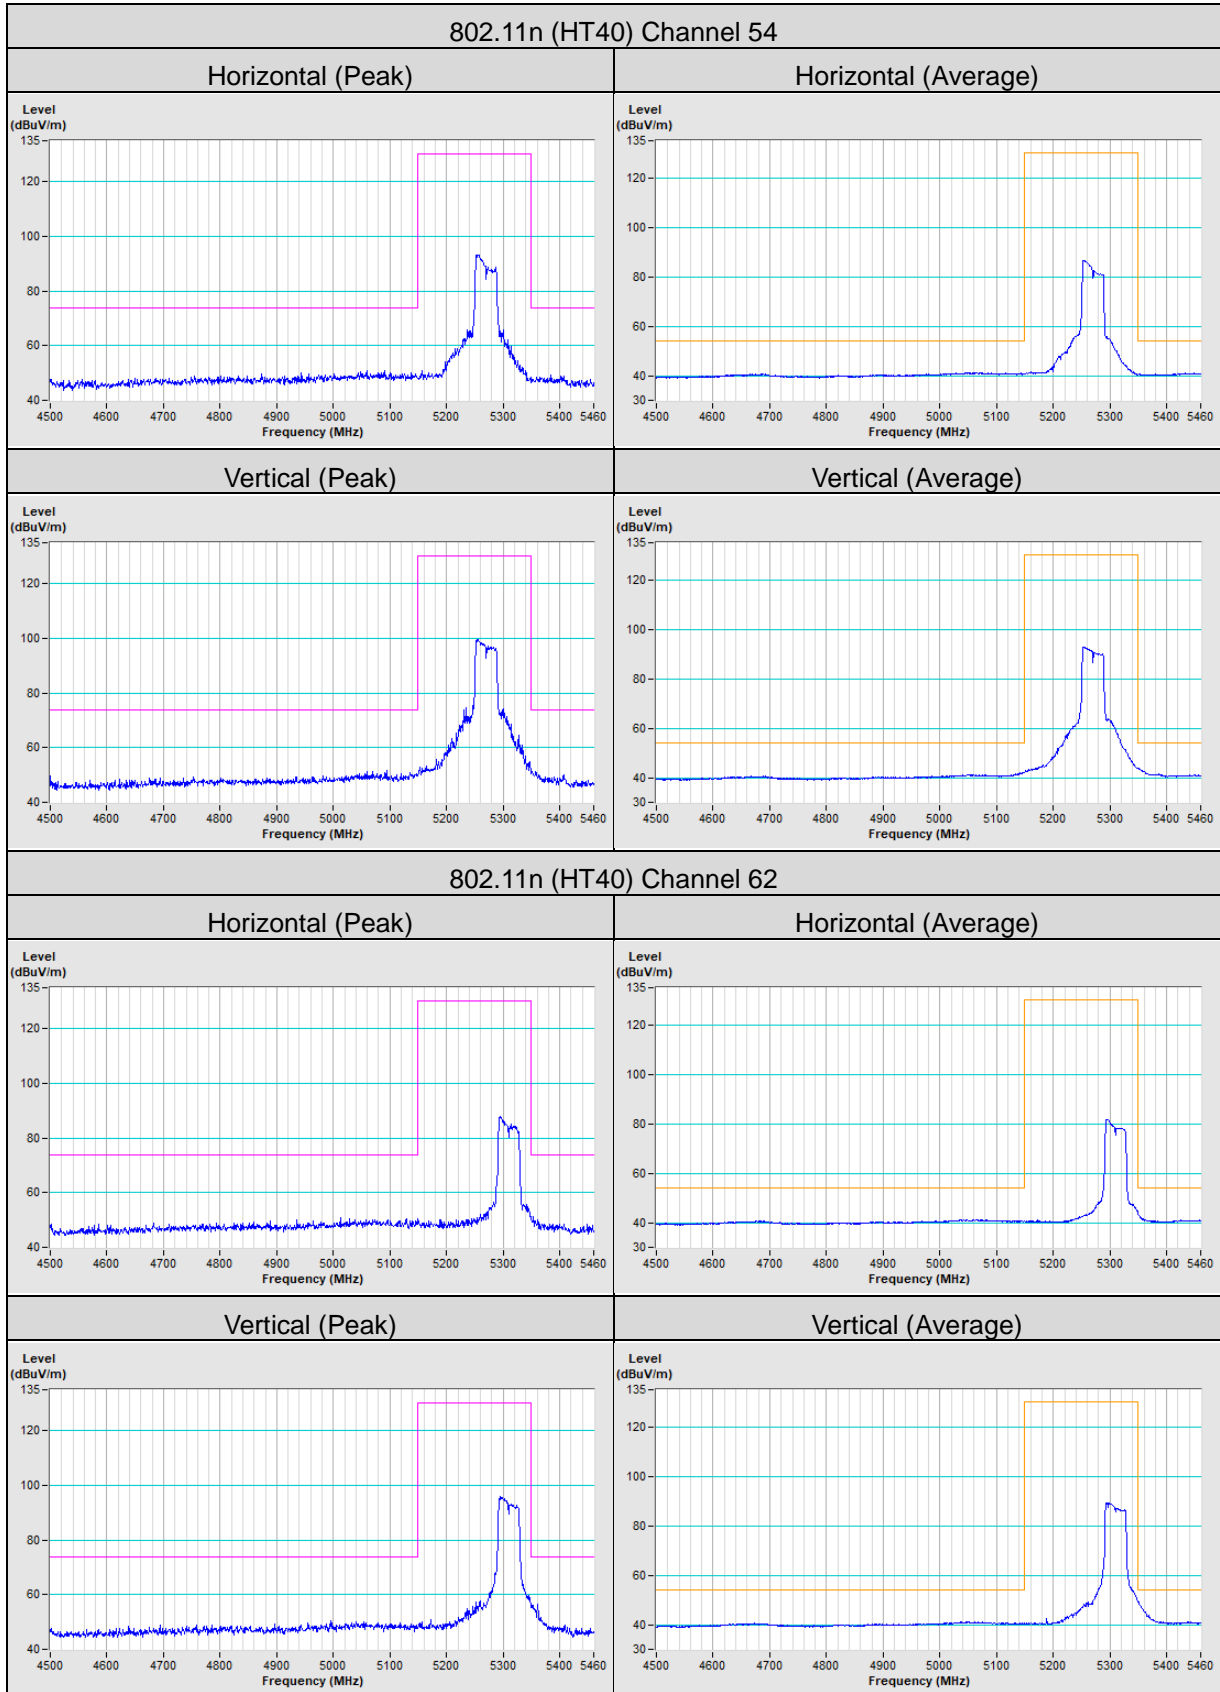 802.11n (HT40) Channel 54
Horizontal (Peak)
Horizontal (Average)
Level
(dBuV/m)
135
120
100
80
60
40
4500 4600 4700 4800 4900 5000 5100 5200 5300 5400 5460
Frequency (MHz)
Level
(dBuV/m)
135
120
100
80
60
40
30
4500 4600 4700 4800 4900 5000 5100 5200 5300 5400 5460
Frequency (MHz)
Vertical (Peak)
Vertical (Average)
Level
(dBuV/m)
135
120
100
80
60
40
4500 4600 4700 4800 4900 5000 5100 5200 5300 5400 5460
Frequency (MHz)
Level
(dBuV/m)
135
120
100
80
60
40
30
4500 4600 4700 4800 4900 5000 5100 5200 5300 5400 5460
Frequency (MHz)
802.11n (HT40) Channel 62
Horizontal (Peak)
Horizontal (Average)
Level
(dBuV/m)
135
120
100
80
60
40
4500 4600 4700 4800 4900 5000 5100 5200 5300 5400 5460
Frequency (MHz)
Level
(dBuV/m)
135
120
100
80
60
40
30
4500 4600 4700 4800 4900 5000 5100 5200 5300 5400 5460
Frequency (MHz)
Vertical (Peak)
Vertical (Average)
Level
(dBuV/m)
135
120
100
80
60
40
4500 4600 4700 4800 4900 5000 5100 5200 5300 5400 5460
Frequency (MHz)
Level
(dBuV/m)
135
120
100
80
60
40
30
4500 4600 4700 4800 4900 5000 5100 5200 5300 5400 5460
Frequency (MHz)